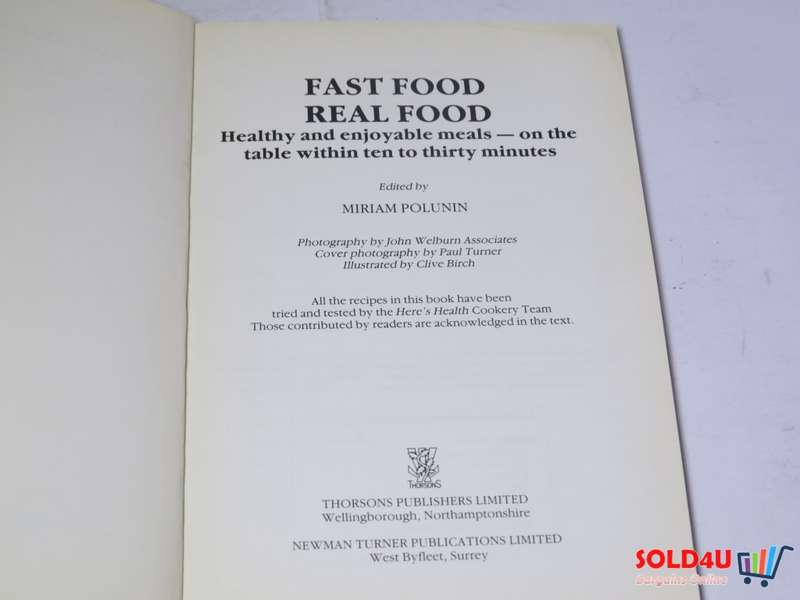 FAST FOOD
REAL FOOD
Healthy and enjoyable meals — on the
table within ten to thirty minutes
Edited by
MIRIAM POLUNIN
Photography by John Welburn Associates
Cover photography by Paul Turner
Illustrated by Clive Birch
All the recipes in this book have been
tried and tested by the Here's Health Cookery Team
Those contributed by readers are acknowledged in the text.
THORSONS
THORSONS PUBLISHERS LIMITED
Wellingborough, Northamptonshire
NEWMAN TURNER PUBLICATIONS LIMITED
West Byfleet, Surrey
SOLD4U
Bargains Online